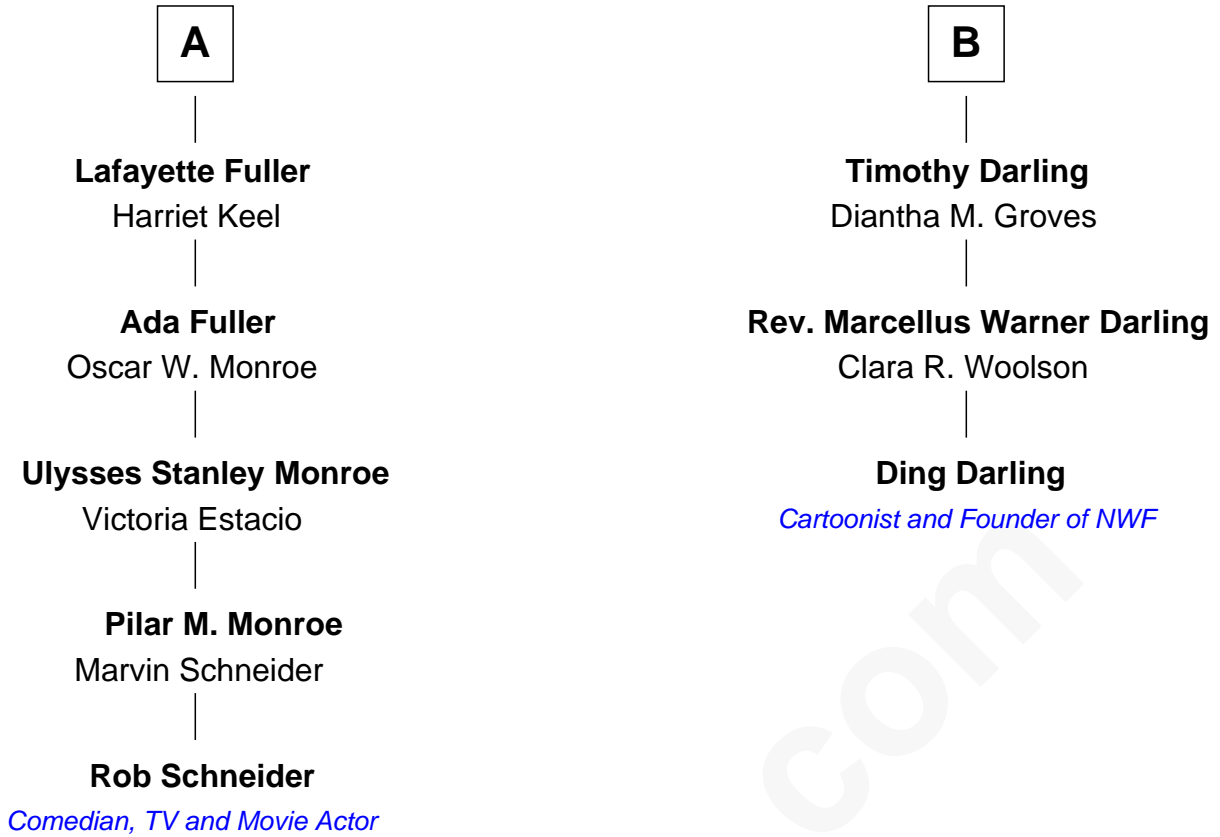 A
Lafayette Fuller
Harriet Keel
Ada Fuller
Oscar W. Monroe
Ulysses Stanley Monroe
Victoria Estacio
Pilar M. Monroe
Marvin Schneider
Rob Schneider
Comedian, TV and Movie Actor
B
Timothy Darling
Diantha M. Groves
Rev. Marcellus Warner Darling
Clara R. Woolson
Ding Darling
Cartoonist and Founder of NWF
com